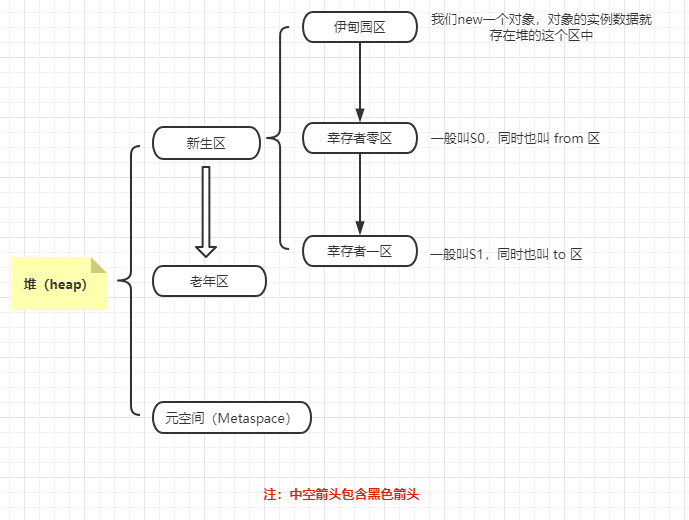 伊甸园区
我们new一个对象，对象的实例数据就
存在堆的这个区中
新生区
幸存者零区
一般叫S0，同时也叫 from 区
幸存者一区
一般叫S1，同时也叫 to 区
堆（heap）
老年区
元空间（Metaspace）
注：中空箭头包含黑色箭头